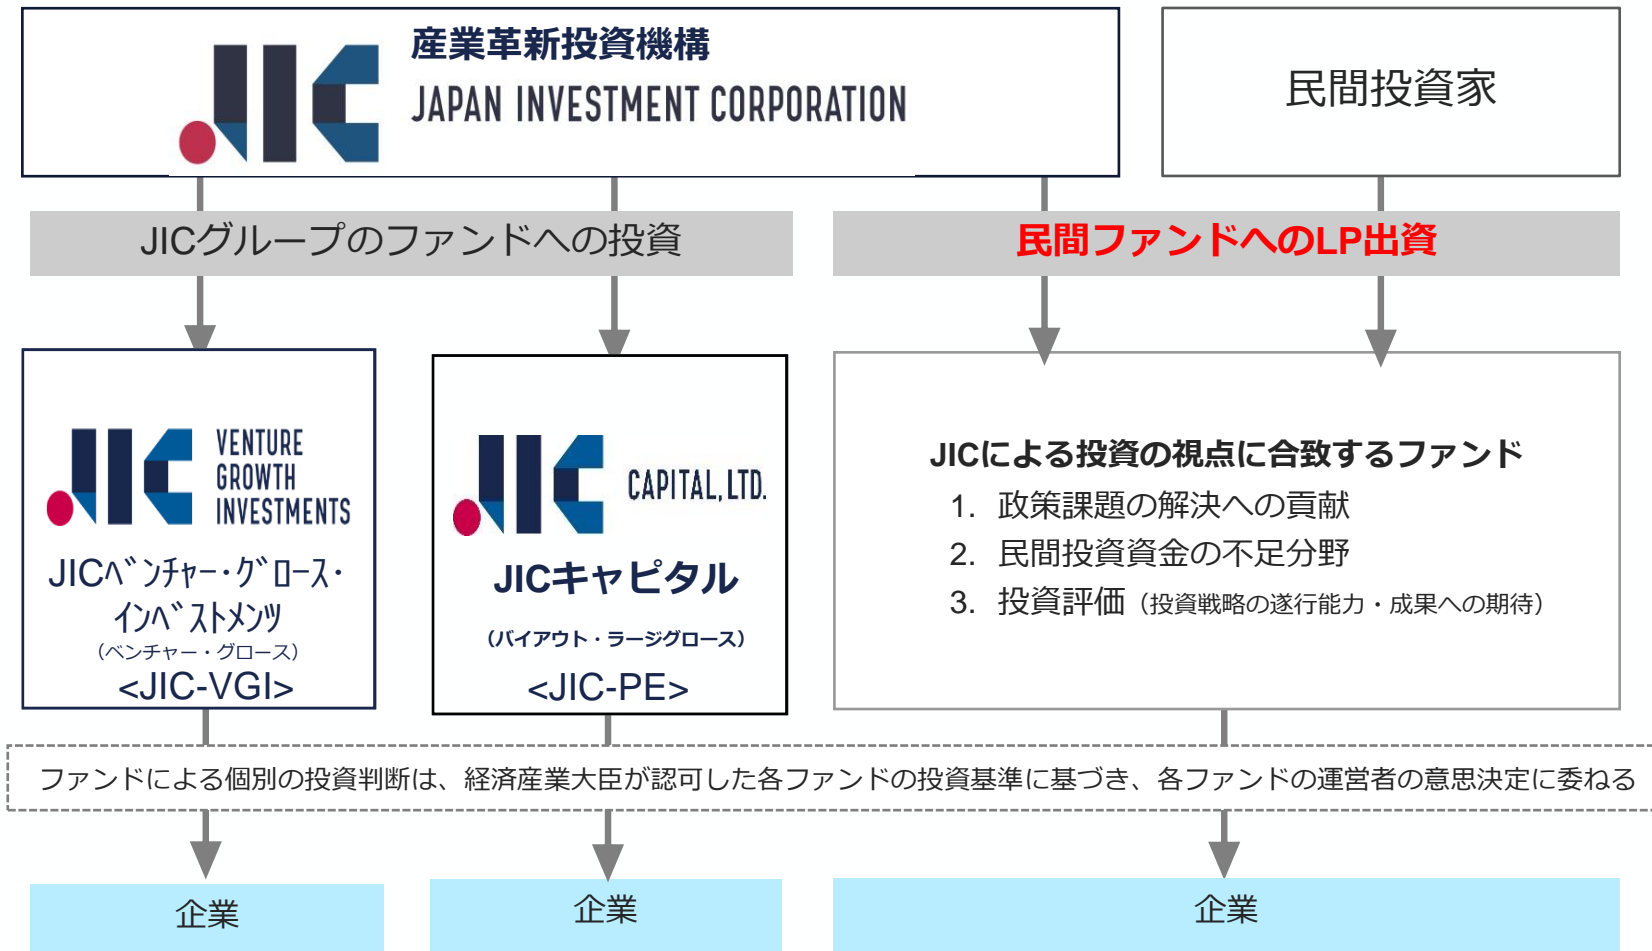 JIC
産業革新投資機構
JAPAN INVESTMENT CORPORATION
民間投資家
JICグループのファンドへの投資
民間ファンドへのLP出資
JIC
VENTURE
GROWTH
INVESTMENTS
JICﾍﾞﾝﾁｬｰ・ｸﾞﾛｰｽ・
ｲﾝﾍﾞｽﾄﾒﾝﾂ
（ベンチャー・グロース）
<JIC-VGI>
JIC
CAPITAL, LTD.
JICキャピタル
（バイアウト・ラージグロース）
<JIC-PE>
JICによる投資の視点に合致するファンド
1. 政策課題の解決への貢献
2. 民間投資資金の不足分野
3. 投資評価（投資戦略の遂行能力・成果への期待）
ファンドによる個別の投資判断は、経済産業大臣が認可した各ファンドの投資基準に基づき、各ファンドの運営者の意思決定に委ねる
企業
企業
企業